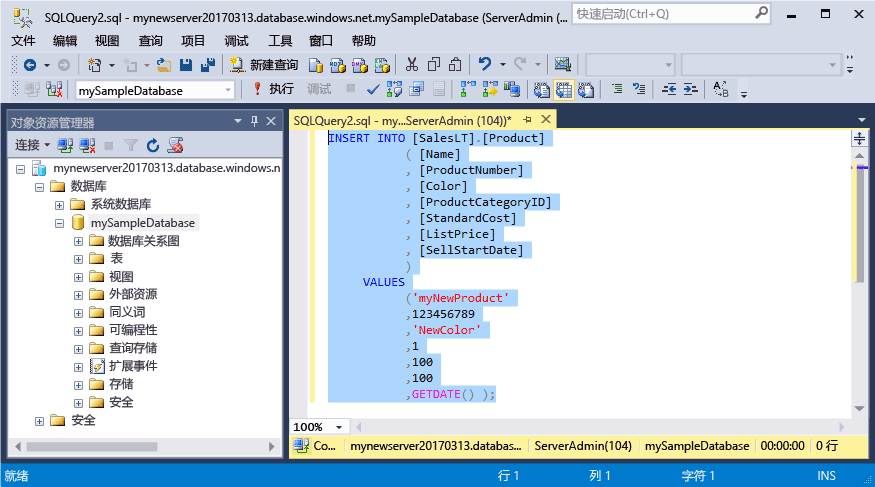 SQLQuery2.sql - mynewserver20170313.database.windows.net.mySampleDatabase (ServerAdmin (...
快速启动(Ctrl+Q)
文件 编辑 视图 查询 项目 调试 工具 窗口 帮助
新建查询
mySampleDatabase
执行 调试
对象资源管理器
连接
mynewserver20170313.database.windows.n
数据库
系统数据库
mySampleDatabase
数据库关系图
表
视图
外部资源
同义词
可编程性
查询存储
扩展事件
存储
安全
安全
SQLQuery2.sql - my...ServerAdmin (104))*
INSERT INTO [SalesLT].[Product]
( [Name]
, [ProductNumber]
, [Color]
, [ProductCategoryID]
, [StandardCost]
, [ListPrice]
, [SellStartDate]
)
VALUES
('myNewProduct'
,123456789
,'NewColor'
,1
,100
,100
,GETDATE() );
100%
Co... mynewserver20170313.databas... ServerAdmin(104) mySampleDatabase 00:00:00 0 行
就绪 行 1 列 1 字符 1 INS